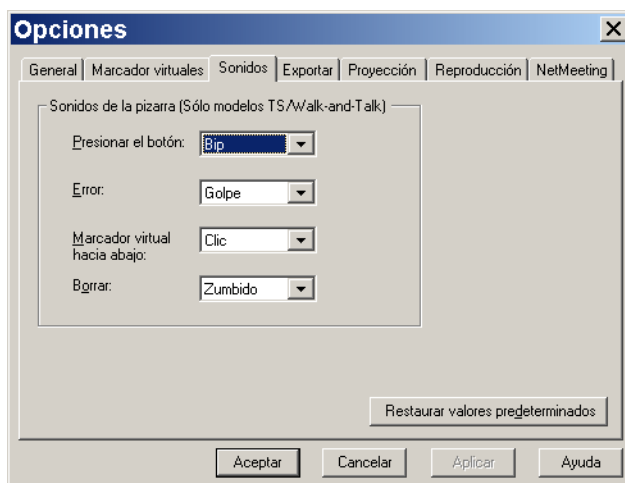 Opciones
General Marcador virtuales Sonidos Exportar Proyección Reproducción NetMeeting
Sonidos de la pizarra (Sólo modelos TS/Walk-and-Talk)
Presionar el botón: Bip
Error: Golpe
Marcador virtual
hacia abajo: Clic
Borrar: Zumbido
Restaurar valores predeterminados
Aceptar Cancelar Aplicar Ayuda